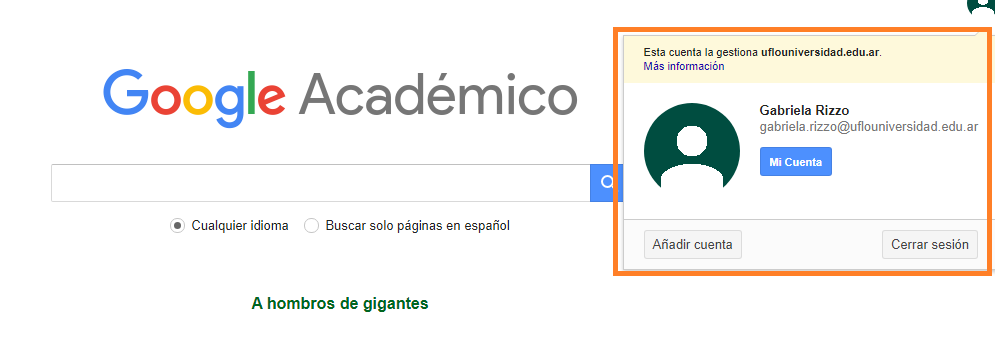 Esta cuenta la gestiona uflouniversidad.edu.ar.
Más información
Google Académico
Gabriela Rizzo
gabriela.rizzo@uflouniversidad.edu.ar
Mi Cuenta
Cualquier idioma Buscar solo páginas en español
Añadir cuenta Cerrar sesión
A hombros de gigantes